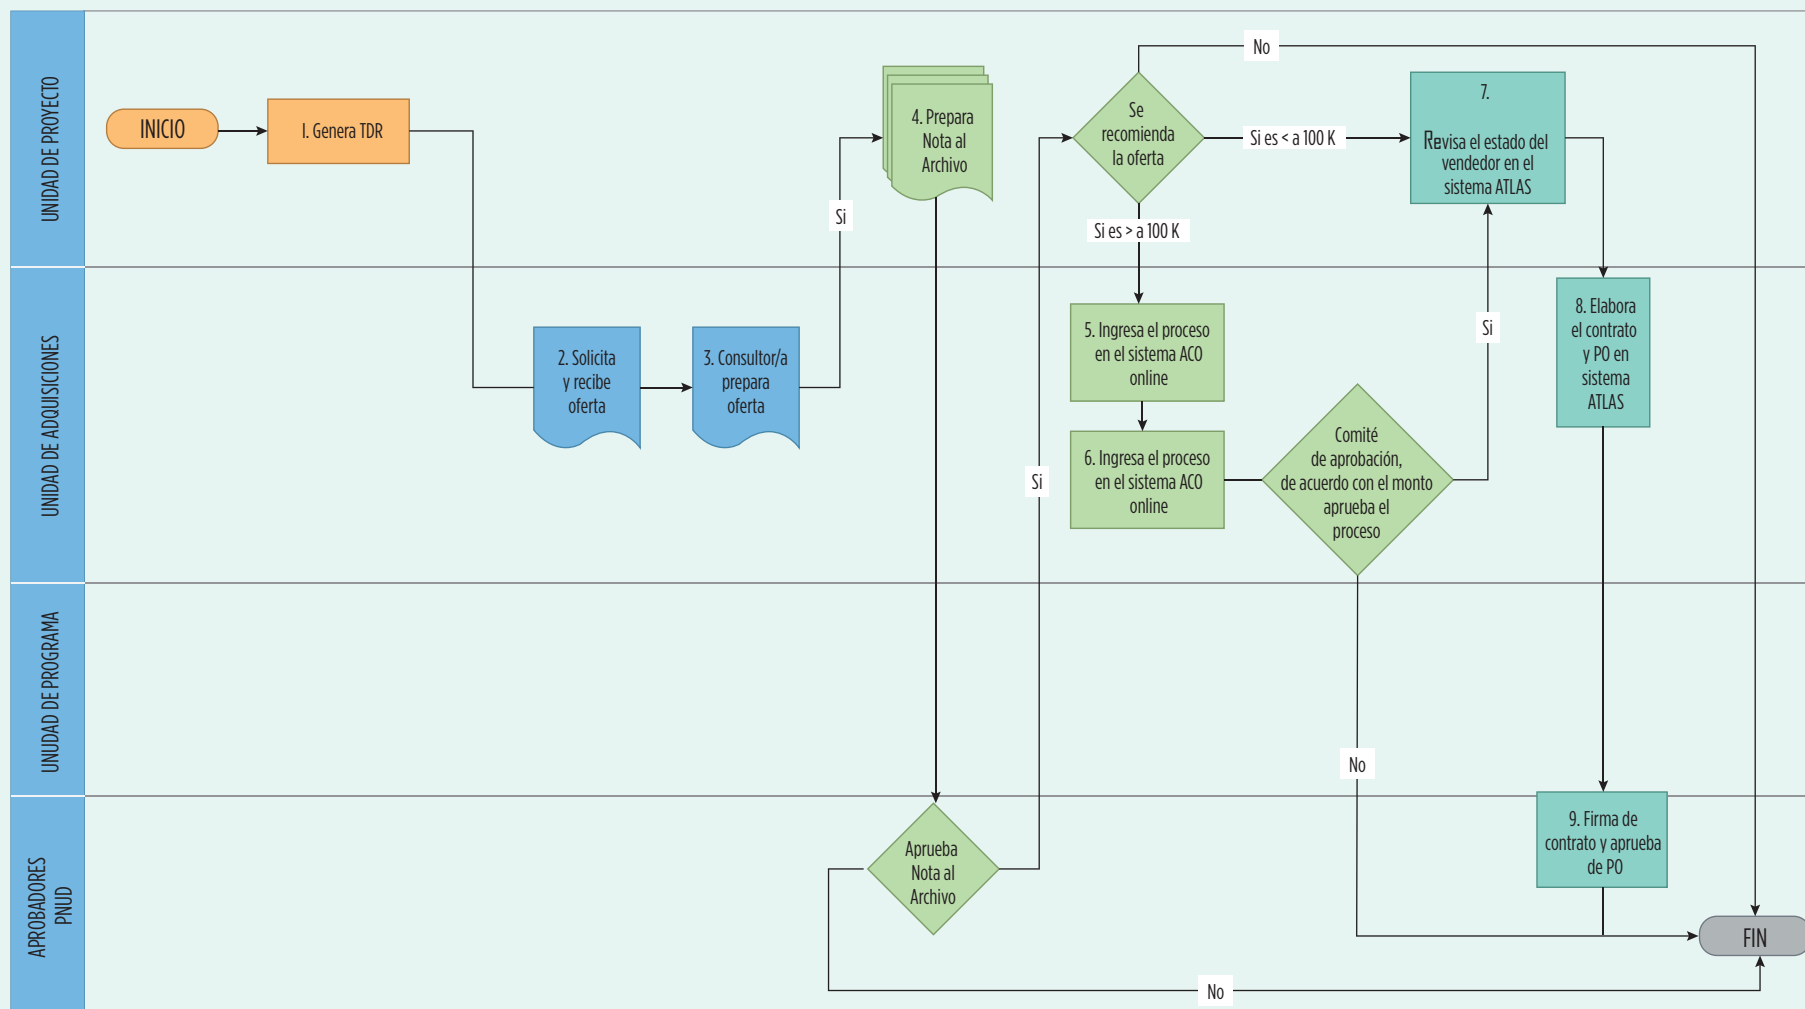 UNIDAD DE PROYECTO
INICIO
1. Genera TDR
4. Prepara
Nota al
Archivo
Si
Se
recomienda
la oferta
No
Si es < a 100 K
Si es > a 100 K
7.
Revisa el estado del
vendedor en el
sistema ATLAS
UNIDAD DE ADQUISICIONES
2. Solicita
y recibe
oferta
3. Consultor/a
prepara
oferta
Si
5. Ingresa el proceso
en el sistema ACO
online
6. Ingresa el proceso
en el sistema ACO
online
Comité
de aprobación,
de acuerdo con el monto
aprueba el
proceso
Si
8. Elabora
el contrato
y PO en
sistema
ATLAS
UNUDAD DE PROGRAMA
No
APROBADORES
PNUD
Aprueba
Nota al
Archivo
9. Firma de
contrato y aprueba
de PO
FIN
No